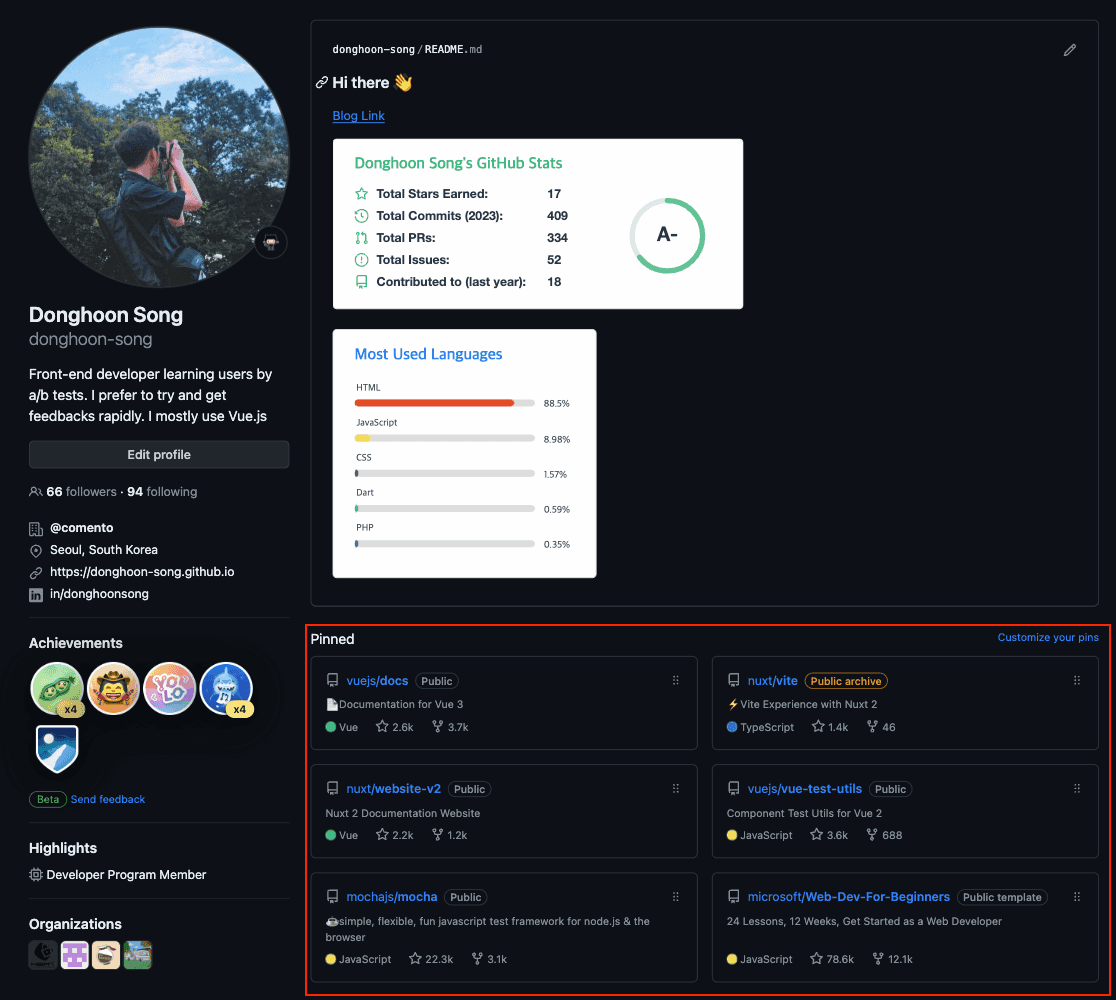 Donghoon Song
donghoon-song
Front-end developer learning users by
a/b tests. I prefer to try and get
feedbacks rapidly. I mostly use Vue.js
Edit profile
66 followers · 94 following
@comento
Seoul, South Korea
https://donghoon-song.github.io
in/donghoonsong
Achievements
x4
YOLO
x4
Beta Send feedback
Highlights
Developer Program Member
Organizations
donghoon-song/README.md
Hi there 👋
Blog Link
Donghoon Song's GitHub Stats
Total Stars Earned: 17
Total Commits (2023): 409
Total PRs: 334
Total Issues: 52
Contributed to (last year): 18
A-
Most Used Languages
HTML
88.5%
JavaScript
8.98%
CSS
1.57%
Dart
0.59%
PHP
0.35%
Pinned
Customize your pins
vuejs/docs Public
📄Documentation for Vue 3
Vue 2.6k 3.7k
nuxt/vite Public archive
⚡Vite Experience with Nuxt 2
TypeScript 1.4k 46
nuxt/website-v2 Public
Nuxt 2 Documentation Website
Vue 2.2k 1.2k
vuejs/vue-test-utils Public
Component Test Utils for Vue 2
JavaScript 3.6k 688
mochajs/mocha Public
☕simple, flexible, fun javascript test framework for node.js & the
browser
JavaScript 22.3k 3.1k
microsoft/Web-Dev-For-Beginners Public template
24 Lessons, 12 Weeks, Get Started as a Web Developer
JavaScript 78.6k 12.1k